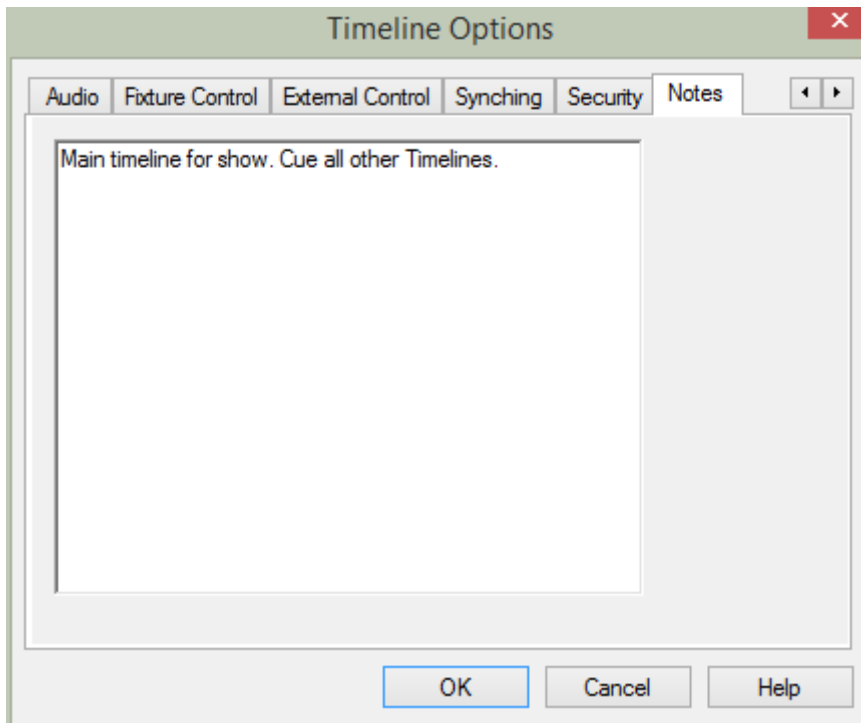 Timeline Options
Audio Fixture Control External Control Synching Security Notes
Main timeline for show. Cue all other Timelines.
OK Cancel Help